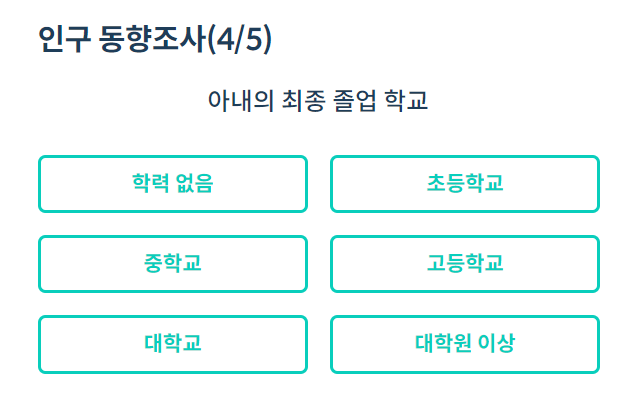 인구 동향조사(4/5)
아내의 최종 졸업 학교
학력 없음
초등학교
중학교
고등학교
대학교
대학원 이상